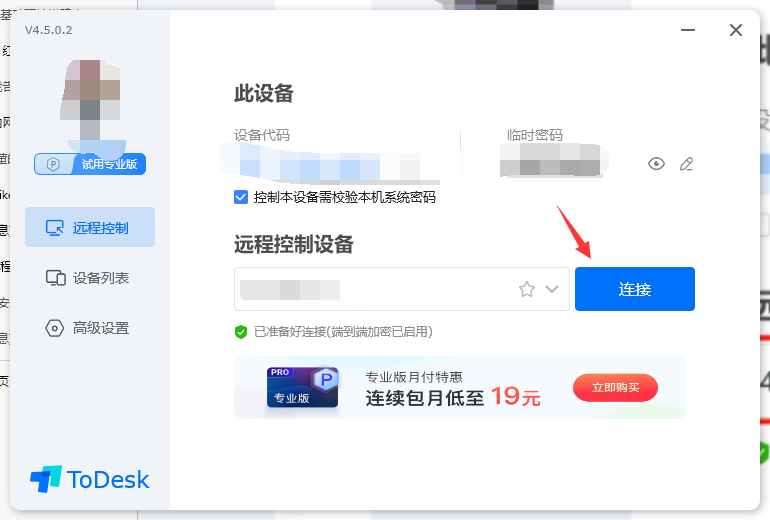 V4.5.0.2
试用专业版
远程控制
设备列表
高级设置
ToDesk
此设备
设备代码
临时密码
控制本设备需校验本机系统密码
远程控制设备
连接
已准备好连接(端到端加密已启用)
PRO
专业版
专业版月付特惠
连续包月低至 19元
立即购买